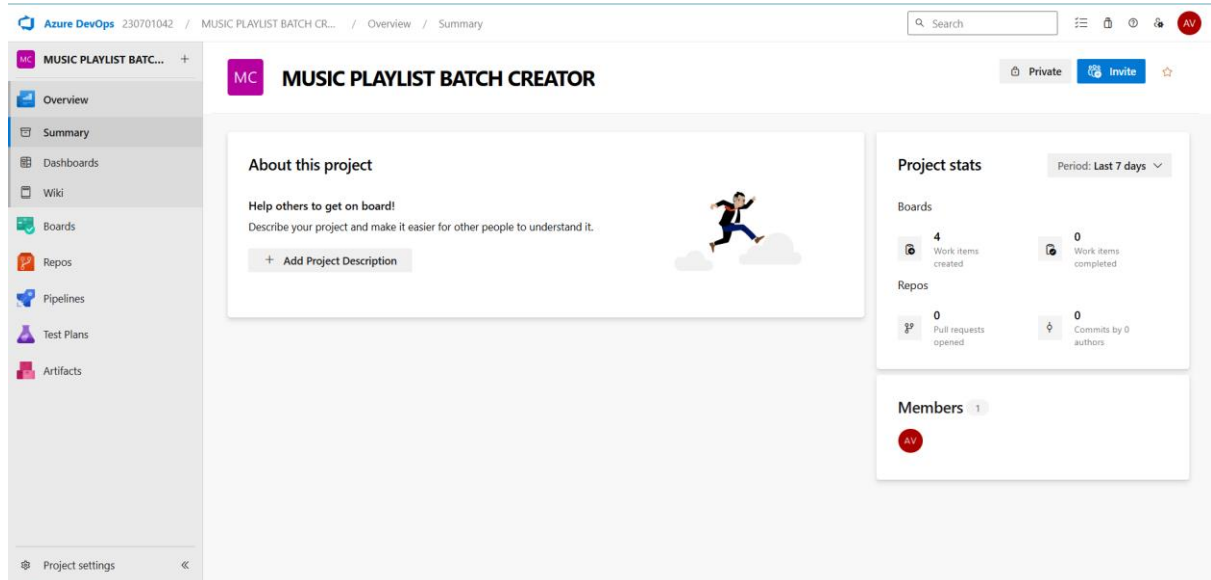 Azure DevOps 230701042 / MUSIC PLAYLIST BATCH CR... / Overview / Summary
Search
AV
MC MUSIC PLAYLIST BATC... +
Overview
Summary
Dashboards
Wiki
Boards
Repos
Pipelines
Test Plans
Artifacts
Project settings
MC MUSIC PLAYLIST BATCH CREATOR
Private
Invite
About this project
Help others to get on board!
Describe your project and make it easier for other people to understand it.
+ Add Project Description
Project stats
Period: Last 7 days
Boards
4
Work items
created
0
Work items
completed
Repos
0
Pull requests
opened
0
Commits by 0
authors
Members 1
AV